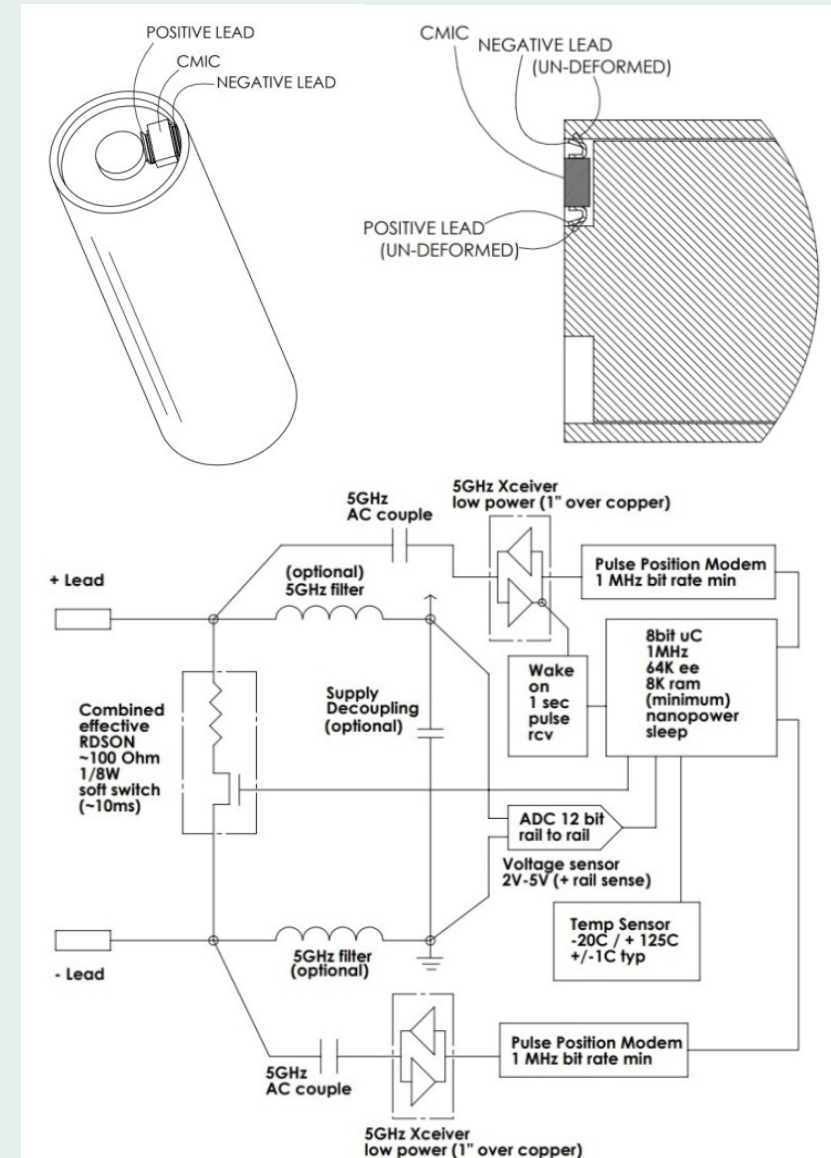 POSITIVE LEAD
CMIC
NEGATIVE LEAD
CMIC
NEGATIVE LEAD
(UN-DEFORMED)
POSITIVE LEAD
(UN-DEFORMED)
5GHz Xceiver
low power (1" over copper)
5GHz
AC couple
Pulse Position Modem
1 MHz bit rate min
+ Lead
(optional)
5GHz filter
8bit uC
1MHz
64K ee
8K ram
(minimum)
nanopower
sleep
Wake
on
1 sec
pulse
rcv
Combined
effective
RDSON
~100 Ohm
1/8W
soft switch
(~10ms)
Supply
Decoupling
(optional)
ADC 12 bit
rail to rail
Voltage sensor
2V-5V (+ rail sense)
Temp Sensor
-20C / + 125C
+/-1C typ
5GHz filter
(optional)
- Lead
Pulse Position Modem
1 MHz bit rate min
5GHz
AC couple
5GHz Xceiver
low power (1" over copper)